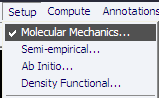 Setup Compute Annotations
Molecular Mechanics...
Semi-empirical...
Ab Initio...
Density Functional...